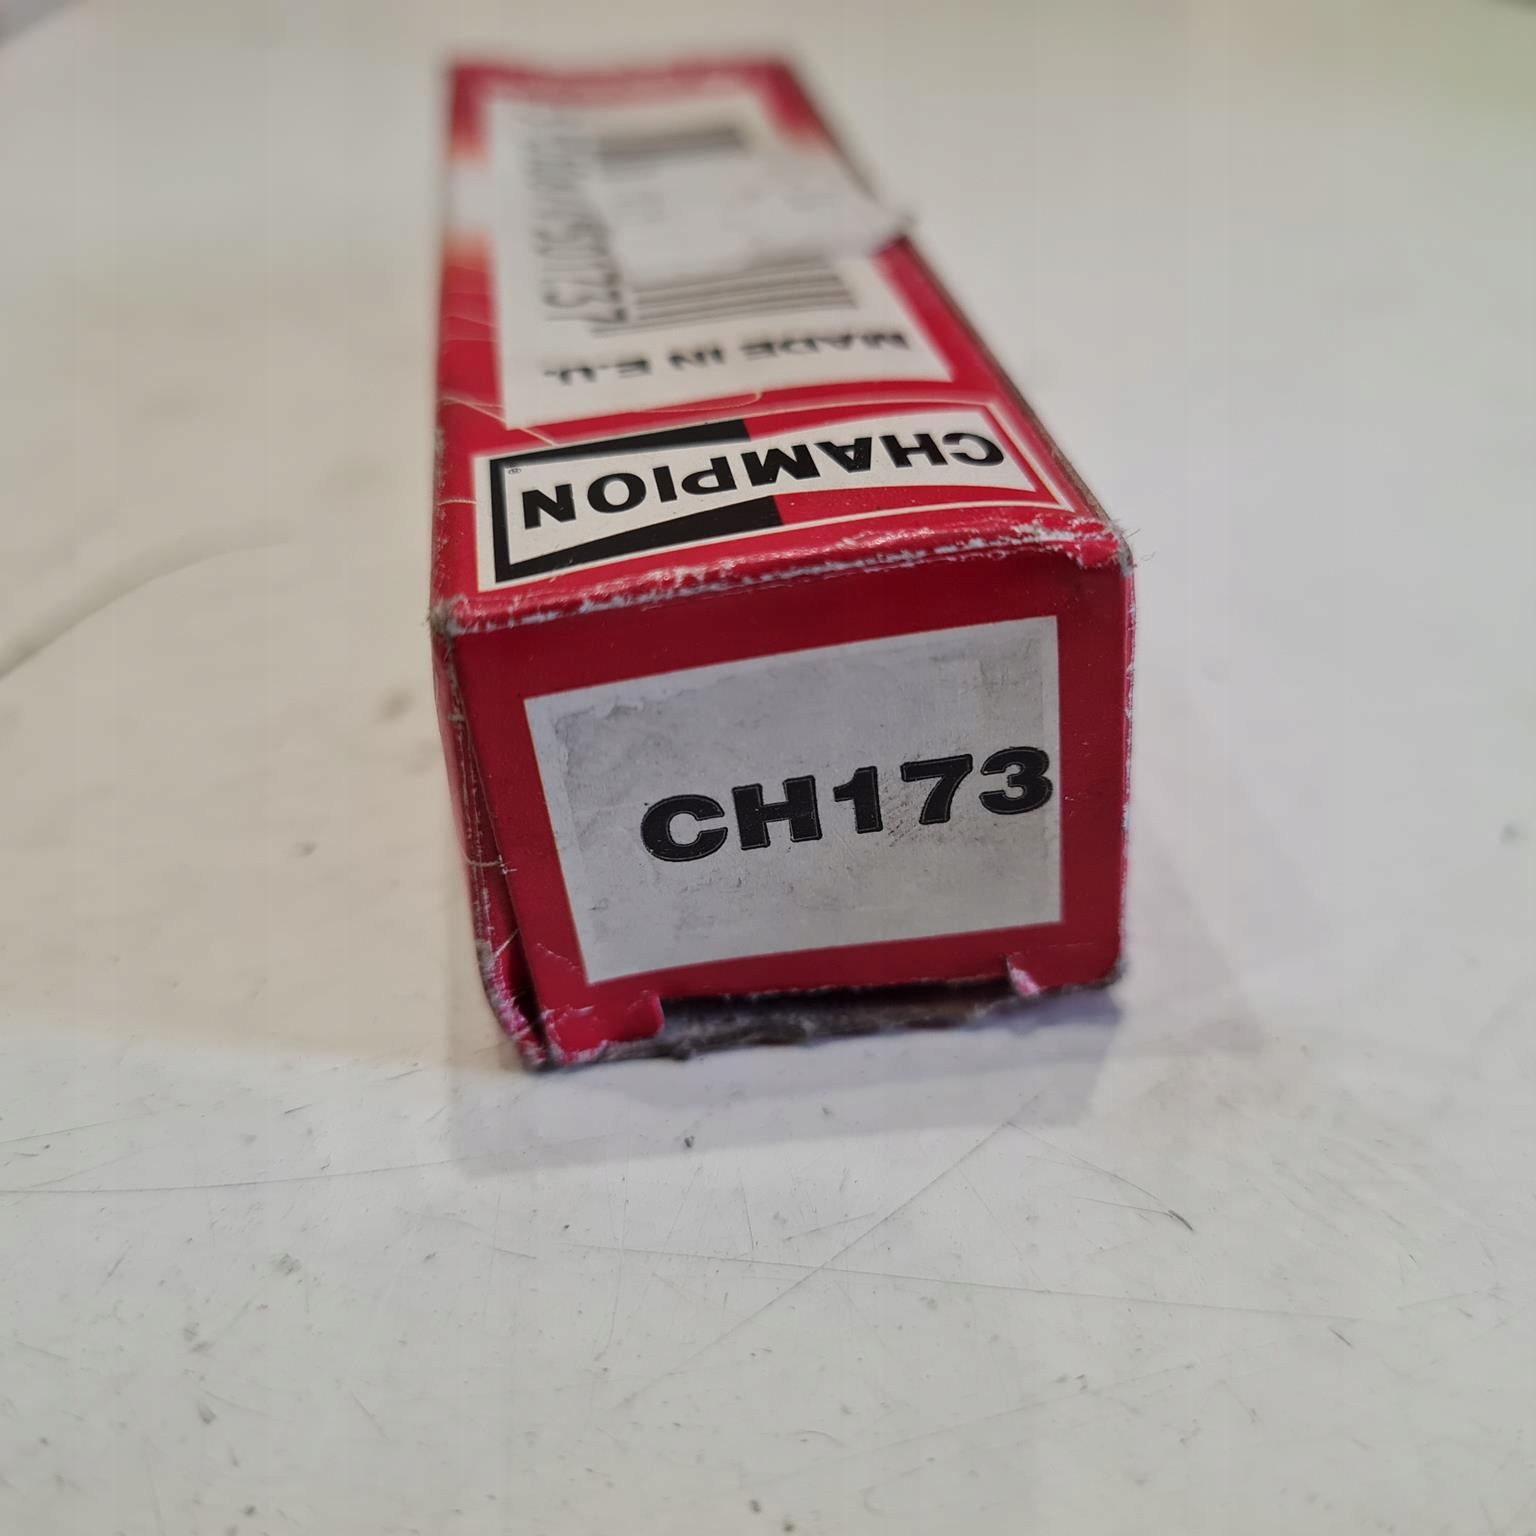 MADE IN E.U.
CHAMPION
®
CH173